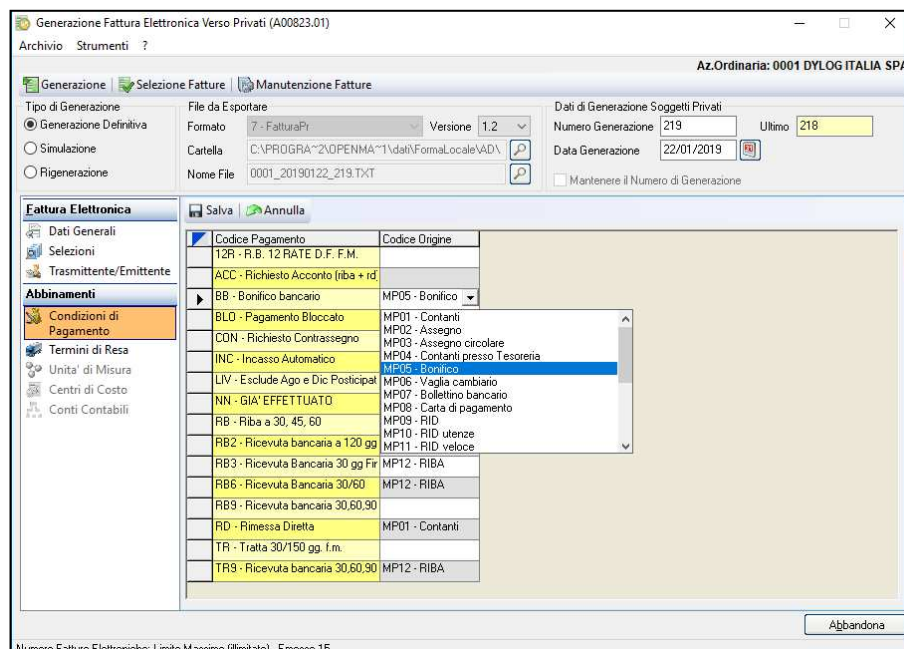 Generazione Fattura Elettronica Verso Privati (A00823.01)
Archivio Strumenti ?
Az.Ordinaria: 0001 DYLOG ITALIA SPA
Generazione Selezione Fatture Manutenzione Fatture
Tipo di Generazione
Generazione Definitiva
Simulazione
Rigenerazione
File da Esportare
Formato 7 - FatturaPr Versione 1.2
Cartella C:\PROGRA~2\OPENMA~1\dati\FormaLocale\AD\
Nome File 0001_20190122_219.TXT
Dati di Generazione Soggetti Privati
Numero Generazione 219 Ultimo 218
Data Generazione 22/01/2019
Mantenere il Numero di Generazione
Fattura Elettronica
Dati Generali
Selezioni
Trasmittente/Emittente
Abbinamenti
Condizioni di
Pagamento
Termini di Resa
Unita' di Misura
Centri di Costo
Conti Contabili
Salva Annulla
Codice Pagamento Codice Origine
12R - R.B. 12 RATE D.F. F.M.
ACC - Richiesto Acconto (riba + rd)
BB - Bonifico bancario MP05 - Bonifico
BLO - Pagamento Bloccato
CON - Richiesto Contrassegno
INC - Incasso Automatico
LIV - Esclude Ago e Dic Posticipat
NN - GIA' EFFETTUATO
RB - Riba a 30, 45, 60
RB2 - Ricevuta bancaria a 120 gg
RB3 - Ricevuta Bancaria 30 gg Fir MP12 - RIBA
RB6 - Ricevuta Bancaria 30/60 MP12 - RIBA
RB9 - Ricevuta bancaria 30,60,90
RD - Rimessa Diretta MP01 - Contanti
TR - Tratta 30/150 gg. f.m.
TR9 - Ricevuta bancaria 30,60,90 MP12 - RIBA
MP01 - Contanti
MP02 - Assegno
MP03 - Assegno circolare
MP04 - Contanti presso Tesoreria
MP05 - Bonifico
MP06 - Vaglia cambiario
MP07 - Bollettino bancario
MP08 - Carta di pagamento
MP09 - RID
MP10 - RID utenze
MP11 - RID veloce
Abbandona
Numero Fatture Elettroniche: Limite Massimo (illimitato) - Emesse 15